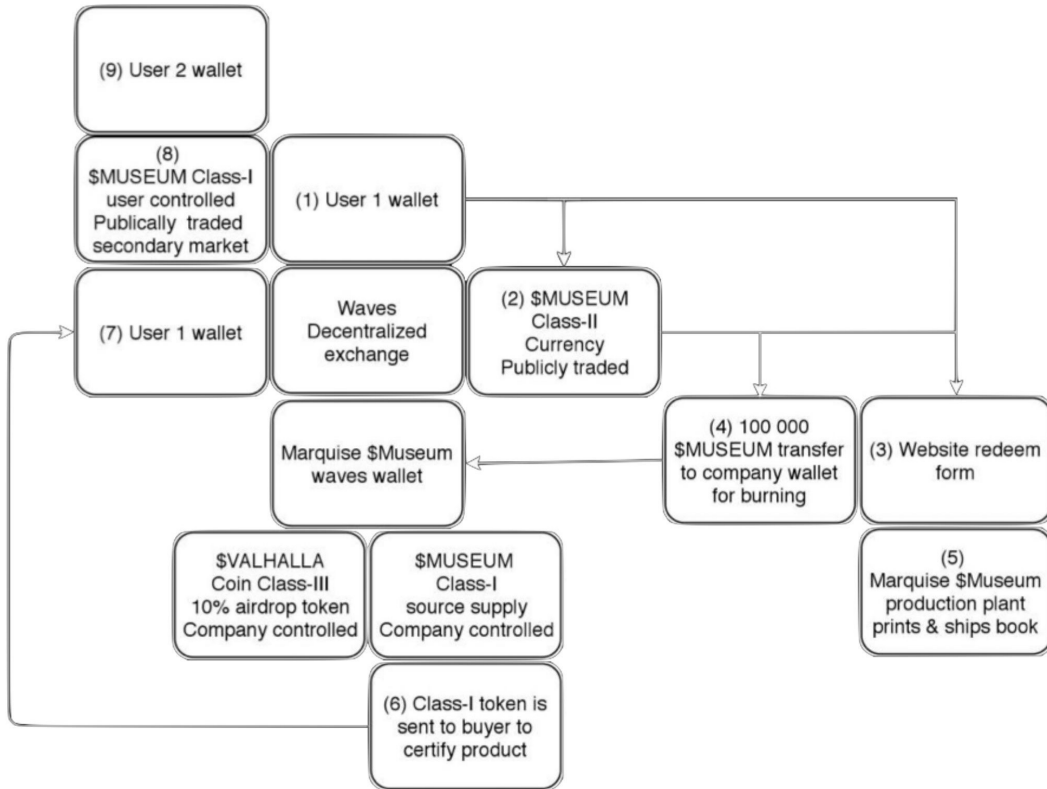 (9) User 2 wallet
(8)
$MUSEUM Class-I
user controlled
Publically traded
secondary market
(1) User 1 wallet
(7) User 1 wallet
Waves
Decentralized
exchange
(2) $MUSEUM
Class-II
Currency
Publicly traded
Marquise $Museum
waves wallet
(4) 100 000
$MUSEUM transfer
to company wallet
for burning
(3) Website redeem
form
$VALHALLA
Coin Class-III
10% airdrop token
Company controlled
$MUSEUM
Class-I
source supply
Company controlled
(5)
Marquise $Museum
production plant
prints & ships book
(6) Class-I token is
sent to buyer to
certify product